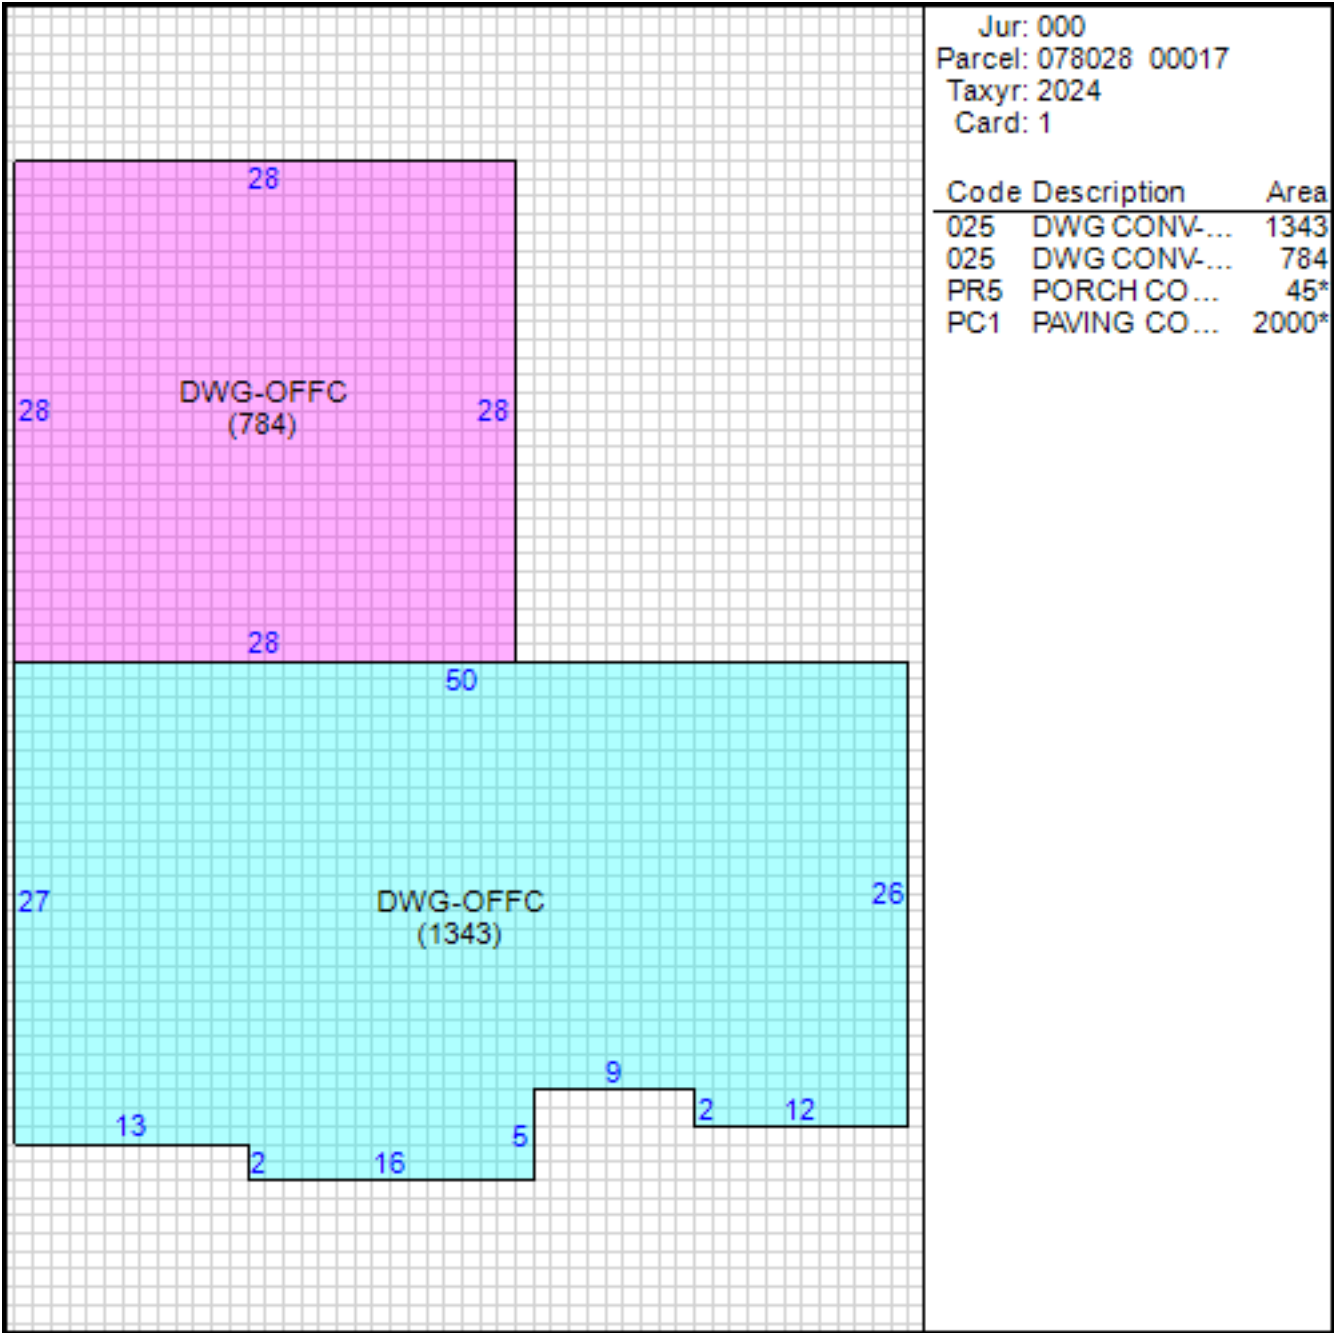 Jur: 000
Parcel: 078028 00017
Taxyr: 2024
Card: 1
Code Description Area
025 DWG CONV-... 1343
025 DWG CONV-... 784
PR5 PORCH CO... 45*
PC1 PAVING CO... 2000*
28
DWG-OFFC
(784)
28
28
28
50
27
DWG-OFFC
(1343)
26
9
13
2
12
5
2
16